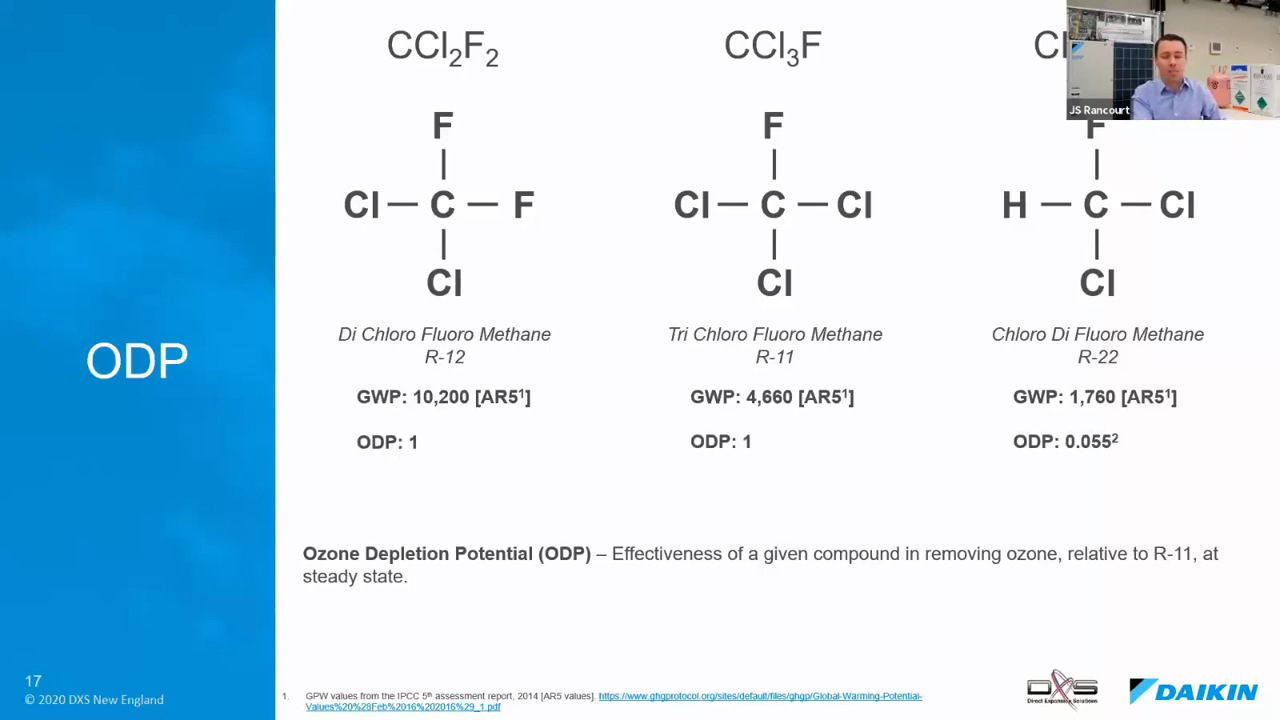 CCl₂F₂
CCl₃F
Cl
JS Rancourt
F
Cl — C — F
Cl
F
Cl — C — Cl
Cl
F
H — C — Cl
Cl
Di Chloro Fluoro Methane
R-12
Tri Chloro Fluoro Methane
R-11
Chloro Di Fluoro Methane
R-22
ODP
GWP: 10,200 [AR5¹]
GWP: 4,660 [AR5¹]
GWP: 1,760 [AR5¹]
ODP: 1
ODP: 1
ODP: 0.055²
Ozone Depletion Potential (ODP) – Effectiveness of a given compound in removing ozone, relative to R-11, at
steady state.
17
© 2020 DXS New England
1. GPW values from the IPCC 5ᵗʰ assessment report, 2014 [AR5 values]. https://www.ghgprotocol.org/sites/default/files/ghgp/Global-Warming-Potential-
Values%20%28Feb%2016%202016%29_1.pdf
DXS
Direct Expansion Solutions
DAIKIN